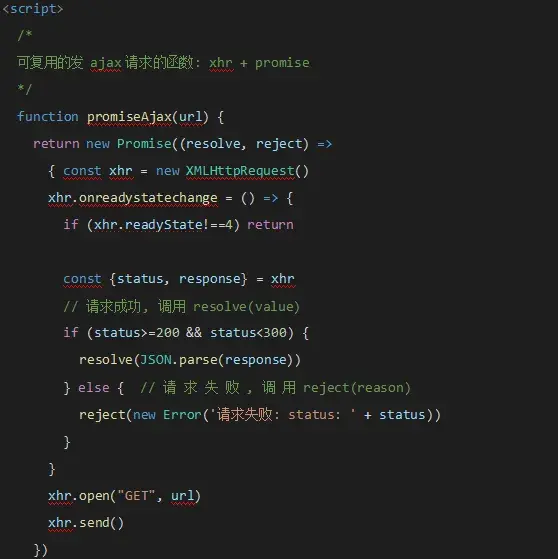 <script>
/*
可复用的发 ajax 请求的函数: xhr + promise
*/
function promiseAjax(url) {
return new Promise((resolve, reject) =>
{ const xhr = new XMLHttpRequest()
xhr.onreadystatechange = () => {
if (xhr.readyState!==4) return
const {status, response} = xhr
// 请求成功, 调用 resolve(value)
if (status>=200 && status<300) {
resolve(JSON.parse(response))
} else { // 请 求 失 败 , 调 用 reject(reason)
reject(new Error('请求失败: status: ' + status))
}
}
xhr.open("GET", url)
xhr.send()
})